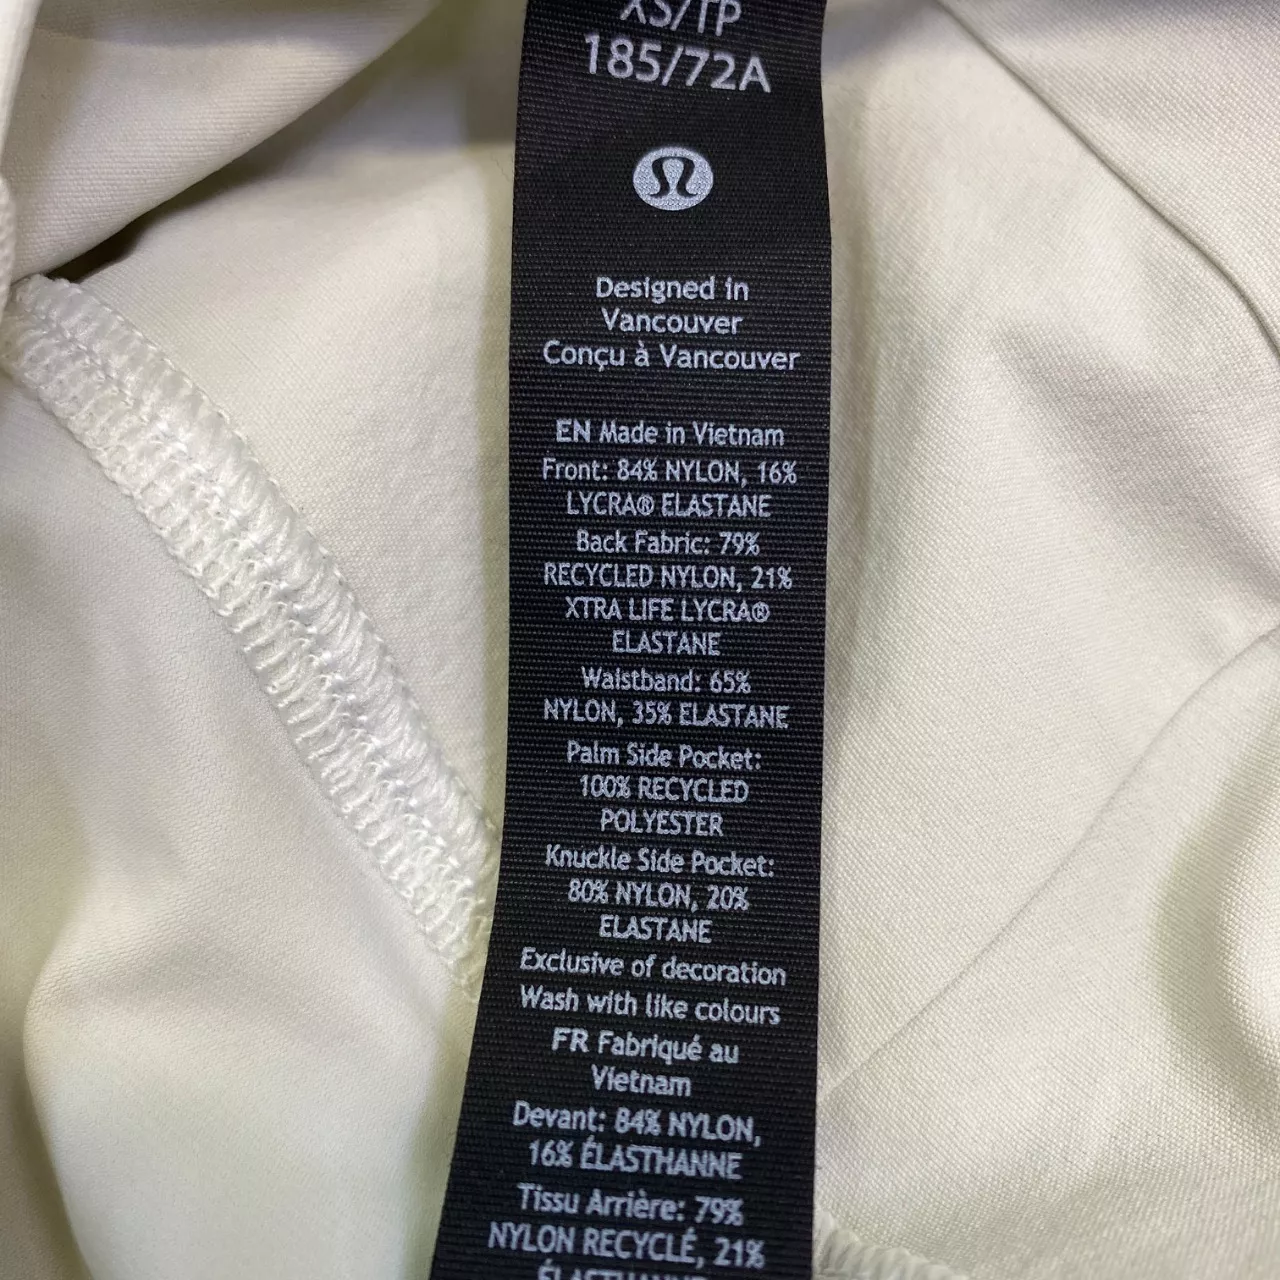 XS/TP
185/72A
Designed in
Vancouver
Conçu à Vancouver
EN Made in Vietnam
Front: 84% NYLON, 16%
LYCRA® ELASTANE
Back Fabric: 79%
RECYCLED NYLON, 21%
XTRA LIFE LYCRA®
ELASTANE
Waistband: 65%
NYLON, 35% ELASTANE
Palm Side Pocket:
100% RECYCLED
POLYESTER
Knuckle Side Pocket:
80% NYLON, 20%
ELASTANE
Exclusive of decoration
Wash with like colours
FR Fabriqué au
Vietnam
Devant: 84% NYLON,
16% ÉLASTHANNE
Tissu Arrière: 79%
NYLON RECYCLÉ, 21%
ÉLASTHANNE